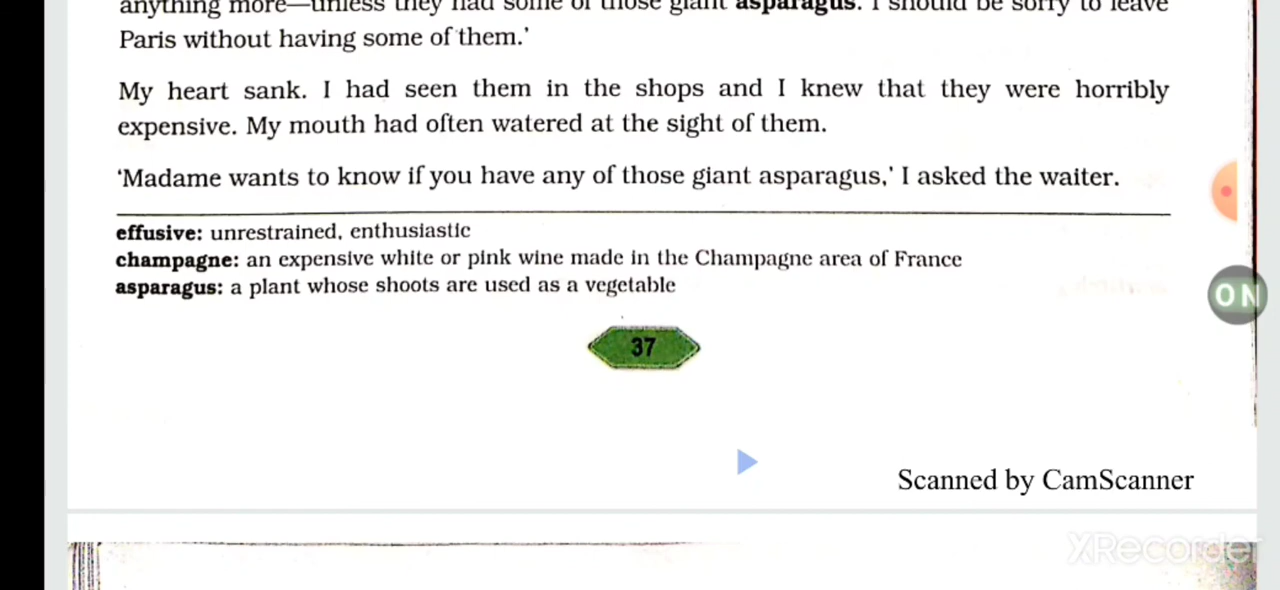 anything more—unless they had some of those giant asparagus. I should be sorry to leave
Paris without having some of them.'
My heart sank. I had seen them in the shops and I knew that they were horribly
expensive. My mouth had often watered at the sight of them.
'Madame wants to know if you have any of those giant asparagus,' I asked the waiter.
effusive: unrestrained, enthusiastic
champagne: an expensive white or pink wine made in the Champagne area of France
asparagus: a plant whose shoots are used as a vegetable
ON
37
Scanned by CamScanner
XRecorder